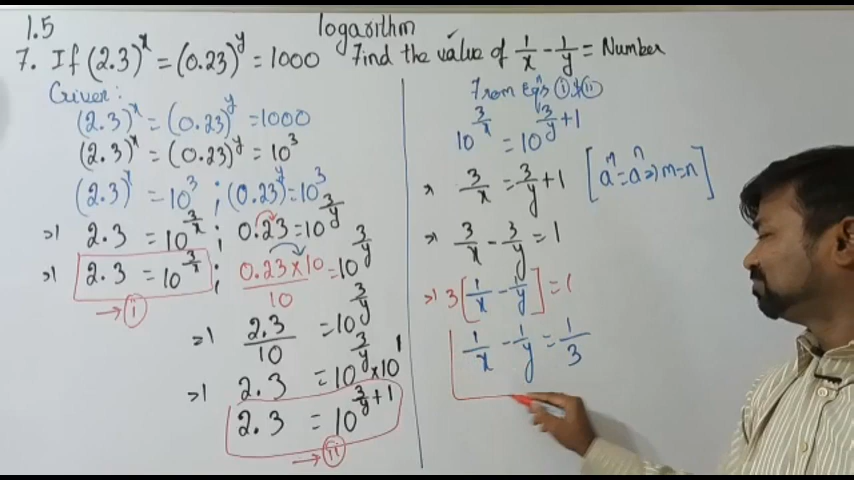 1.5 logarithm
7. If (2.3)^x = (0.23)^y = 1000 Find the value of 1/x - 1/y = Number
Given:
(2.3)^x = (0.23)^y = 1000
(2.3)^x = (0.23)^y = 10^3
(2.3)^x = 10^3 ; (0.23)^y = 10^3
⇒ 2.3 = 10^(3/x) ; 0.23 = 10^(3/y)
⇒ 2.3 = 10^(3/x) ; (0.23×10)/10 = 10^(3/y)
→ (i)
⇒ 2.3/10 = 10^(3/y)
⇒ 2.3 = 10^(3/y) × 10^1
2.3 = 10^(3/y + 1)
→ (ii)
From Eqn (i) & (ii)
10^(3/x) = 10^(3/y + 1)
⇒ 3/x = 3/y + 1 [a^m = a^n ⇒ m = n]
⇒ 3/x - 3/y = 1
⇒ 3[1/x - 1/y] = 1
1/x - 1/y = 1/3